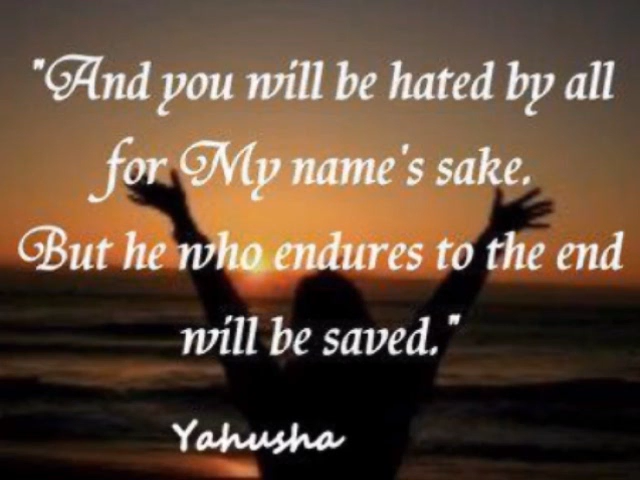 "And you will be hated by all
for My name's sake.
But he who endures to the end
will be saved."
Yahusha